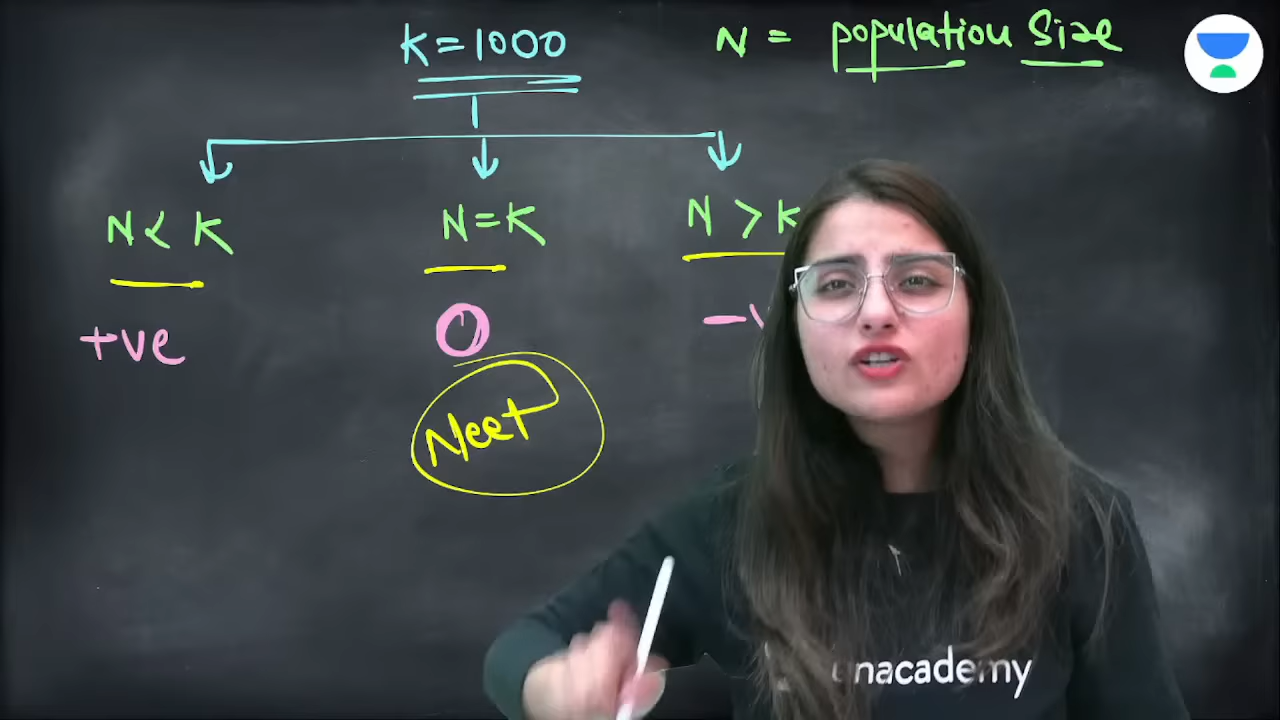 K=1000
N = population Size
N < K
N=K
N > K
+ve
0
Neet
unacademy